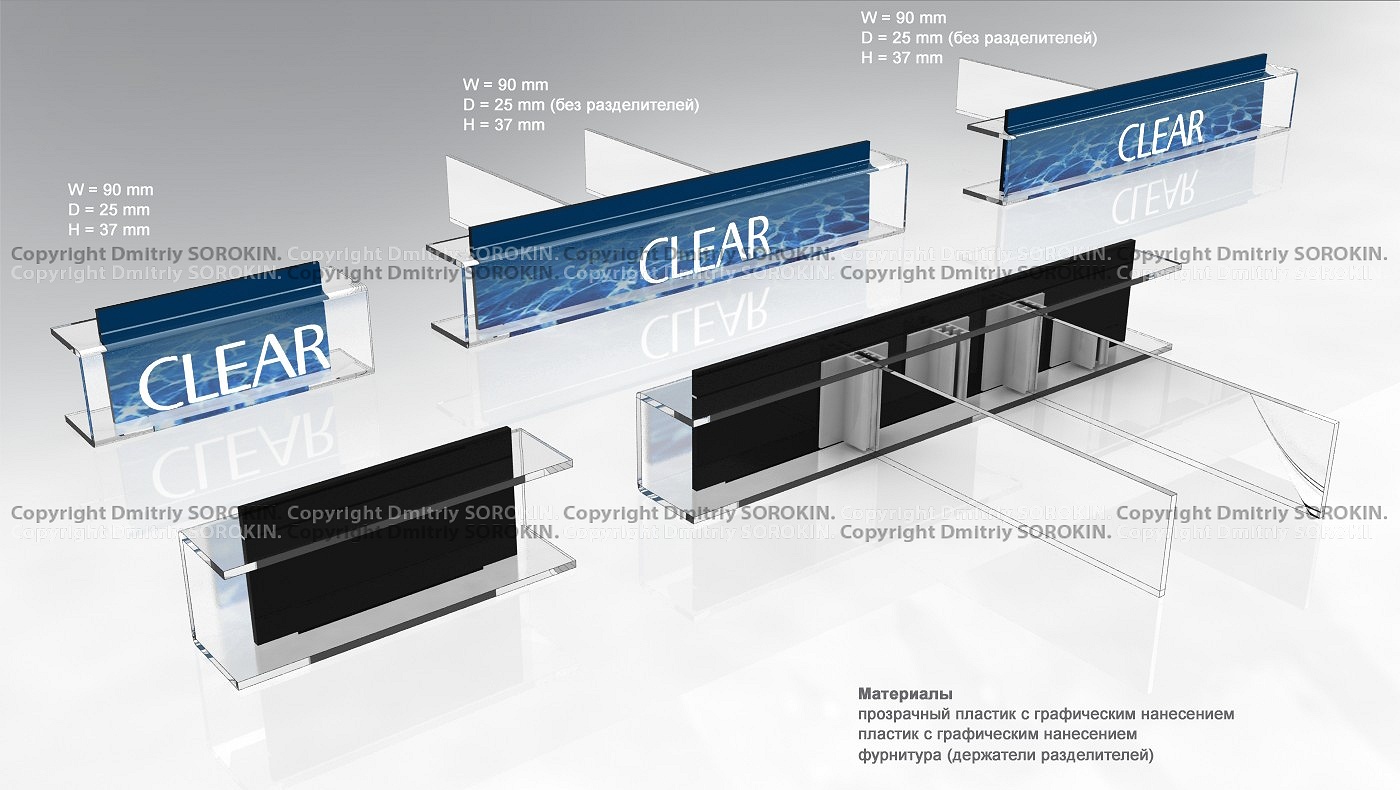 W = 90 mm
D = 25 mm (без разделителей)
H = 37 mm
W = 90 mm
D = 25 mm (без разделителей)
H = 37 mm
W = 90 mm
D = 25 mm
H = 37 mm
CLEAR
CLEAR
CLEAR
CLEAR
CLEAR
CLEAR
Copyright Dmitriy SOROKIN. Copyright Dmitriy SOROKIN. Copyright Dmitriy SOROKIN. Copyright Dmitriy SOROKIN. Copyright Dmitriy SOROKIN.
Copyright Dmitriy SOROKIN. Copyright Dmitriy SOROKIN. Copyright Dmitriy SOROKIN. Copyright Dmitriy SOROKIN. Copyright Dmitriy SOROKIN.
Copyright Dmitriy SOROKIN. Copyright Dmitriy SOROKIN. Copyright Dmitriy SOROKIN. Copyright Dmitriy SOROKIN. Copyright Dmitriy SOROKIN.
Copyright Dmitriy SOROKIN. Copyright Dmitriy SOROKIN. Copyright Dmitriy SOROKIN. Copyright Dmitriy SOROKIN. Copyright Dmitriy SOROKIN.
Материалы
прозрачный пластик с графическим нанесением
пластик с графическим нанесением
фурнитура (держатели разделителей)